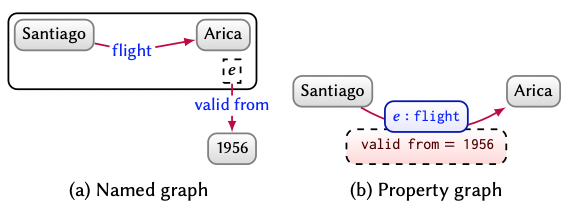 Santiago
flight
Arica
e
valid from
1956
(a) Named graph
Santiago
Arica
e : flight
valid from = 1956
(b) Property graph